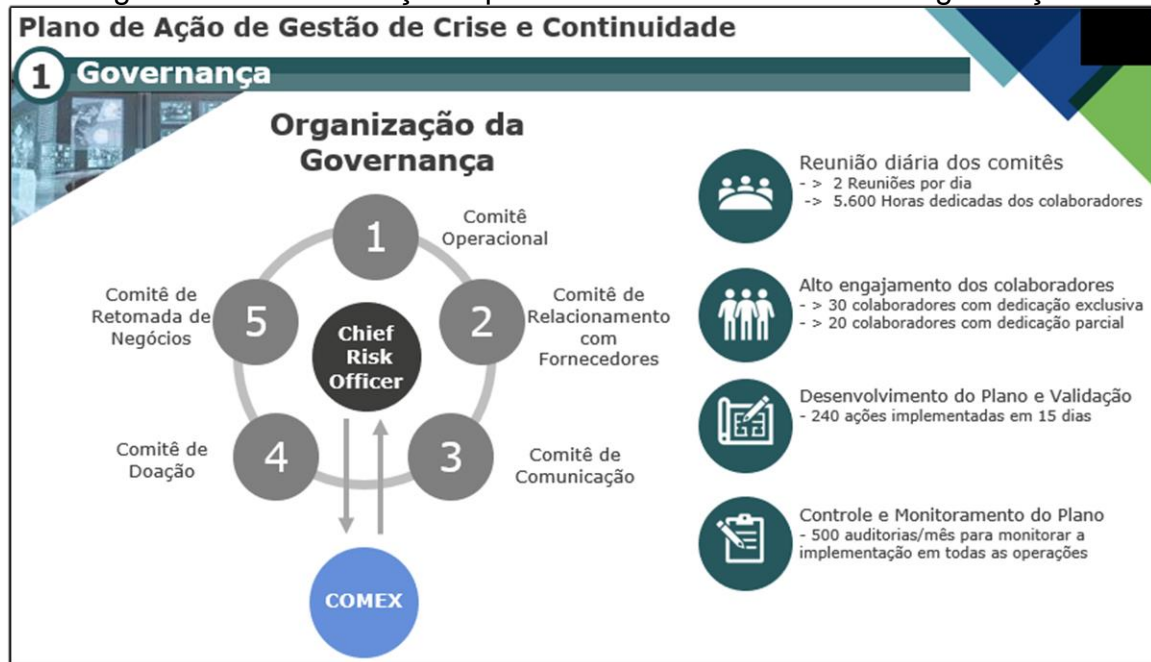 Plano de Ação de Gestão de Crise e Continuidade
1 Governança
Organização da
Governança
1
Comitê
Operacional
2
Comitê de
Relacionamento
com
Fornecedores
3
Comitê de
Comunicação
4
Comitê de
Doação
5
Comitê de
Retomada de
Negócios
Chief
Risk
Officer
COMEX
Reunião diária dos comitês
- > 2 Reuniões por dia
-> 5.600 Horas dedicadas dos colaboradores
Alto engajamento dos colaboradores
- > 30 colaboradores com dedicação exclusiva
- > 20 colaboradores com dedicação parcial
Desenvolvimento do Plano e Validação
- 240 ações implementadas em 15 dias
Controle e Monitoramento do Plano
- 500 auditorias/mês para monitorar a
implementação em todas as operações